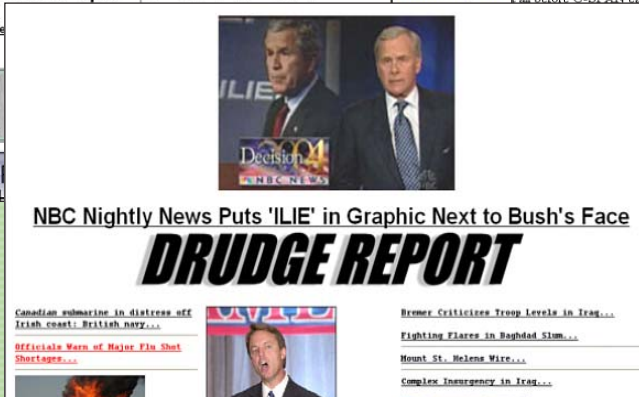 ILIE
Decision 2004
NBC NEWS
NBC Nightly News Puts 'ILIE' in Graphic Next to Bush's Face
DRUDGE REPORT
Canadian submarine in distress off
Irish coast: British navy...
Officials Warn of Major Flu Shot
Shortages...
Bremer Criticizes Troop Levels in Iraq...
Fighting Flares in Baghdad Slum...
Mount St. Helens Wire...
Complex Insurgency in Iraq...